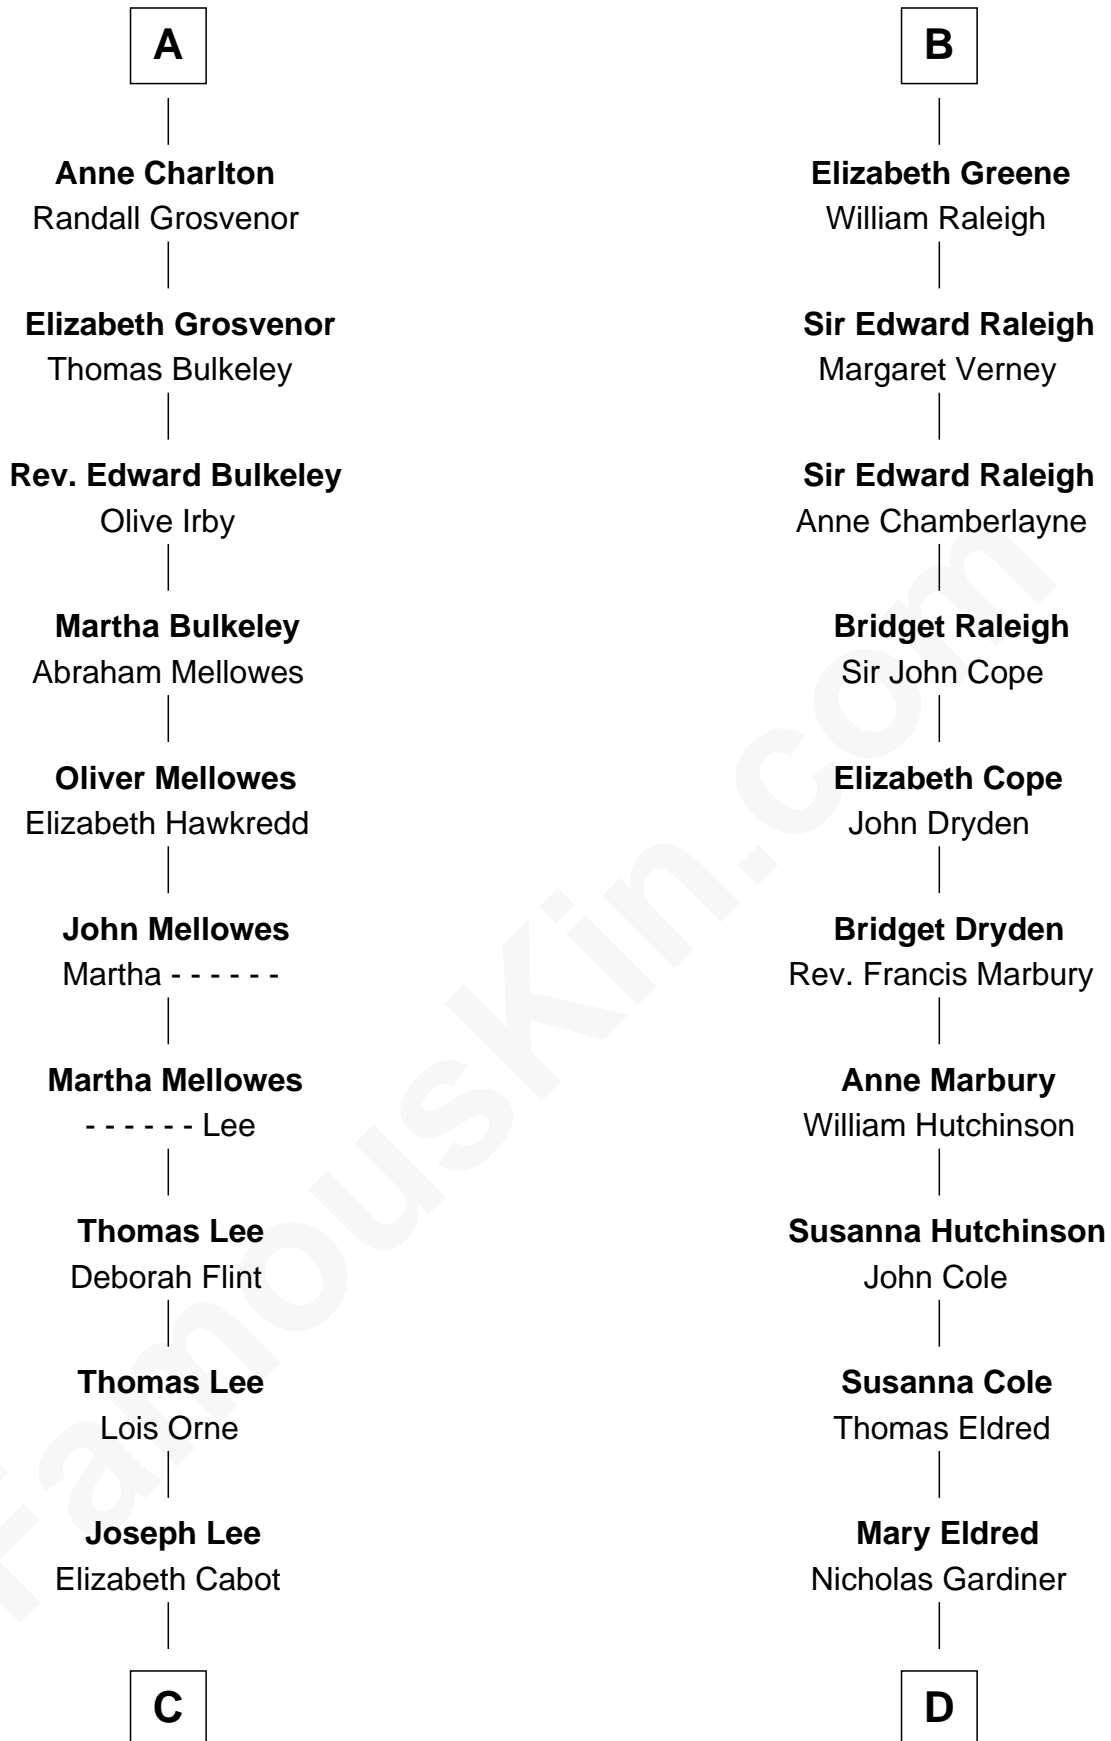 A
Anne Charlton
Randall Grosvenor
Elizabeth Grosvenor
Thomas Bulkeley
Rev. Edward Bulkeley
Olive Irby
Martha Bulkeley
Abraham Mellowes
Oliver Mellowes
Elizabeth Hawkredd
John Mellowes
Martha - - - - - -
Martha Mellowes
- - - - - - Lee
Thomas Lee
Deborah Flint
Thomas Lee
Lois Orne
Joseph Lee
Elizabeth Cabot
C
B
Elizabeth Greene
William Raleigh
Sir Edward Raleigh
Margaret Verney
Sir Edward Raleigh
Anne Chamberlayne
Bridget Raleigh
Sir John Cope
Elizabeth Cope
John Dryden
Bridget Dryden
Rev. Francis Marbury
Anne Marbury
William Hutchinson
Susanna Hutchinson
John Cole
Susanna Cole
Thomas Eldred
Mary Eldred
Nicholas Gardiner
D
FamousKin.com